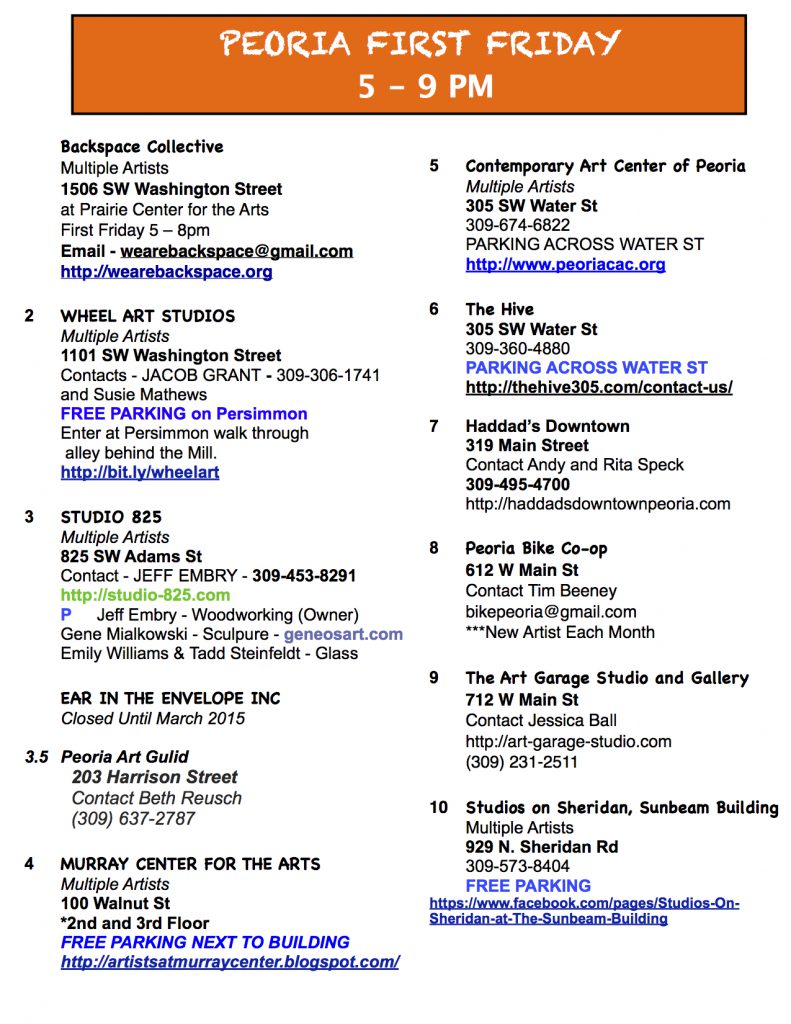 PEORIA FIRST FRIDAY
5 – 9 PM
Backspace Collective
Multiple Artists
1506 SW Washington Street
at Prairie Center for the Arts
First Friday 5 – 8pm
Email - wearebackspace@gmail.com
http://wearebackspace.org
2 WHEEL ART STUDIOS
Multiple Artists
1101 SW Washington Street
Contacts - JACOB GRANT - 309-306-1741
and Susie Mathews
FREE PARKING on Persimmon
Enter at Persimmon walk through
alley behind the Mill.
http://bit.ly/wheelart
3 STUDIO 825
Multiple Artists
825 SW Adams St
Contact - JEFF EMBRY - 309-453-8291
http://studio-825.com
P Jeff Embry - Woodworking (Owner)
Gene Mialkowski - Sculpure - geneosart.com
Emily Williams & Tadd Steinfeldt - Glass
EAR IN THE ENVELOPE INC
Closed Until March 2015
3.5 Peoria Art Gulid
203 Harrison Street
Contact Beth Reusch
(309) 637-2787
4 MURRAY CENTER FOR THE ARTS
Multiple Artists
100 Walnut St
*2nd and 3rd Floor
FREE PARKING NEXT TO BUILDING
http://artistsatmurraycenter.blogspot.com/
5 Contemporary Art Center of Peoria
Multiple Artists
305 SW Water St
309-674-6822
PARKING ACROSS WATER ST
http://www.peoriacac.org
6 The Hive
305 SW Water St
309-360-4880
PARKING ACROSS WATER ST
http://thehive305.com/contact-us/
7 Haddad's Downtown
319 Main Street
Contact Andy and Rita Speck
309-495-4700
http://haddadsdowntownpeoria.com
8 Peoria Bike Co-op
612 W Main St
Contact Tim Beeney
bikepeoria@gmail.com
***New Artist Each Month
9 The Art Garage Studio and Gallery
712 W Main St
Contact Jessica Ball
http://art-garage-studio.com
(309) 231-2511
10 Studios on Sheridan, Sunbeam Building
Multiple Artists
929 N. Sheridan Rd
309-573-8404
FREE PARKING
https://www.facebook.com/pages/Studios-On-
Sheridan-at-The-Sunbeam-Building